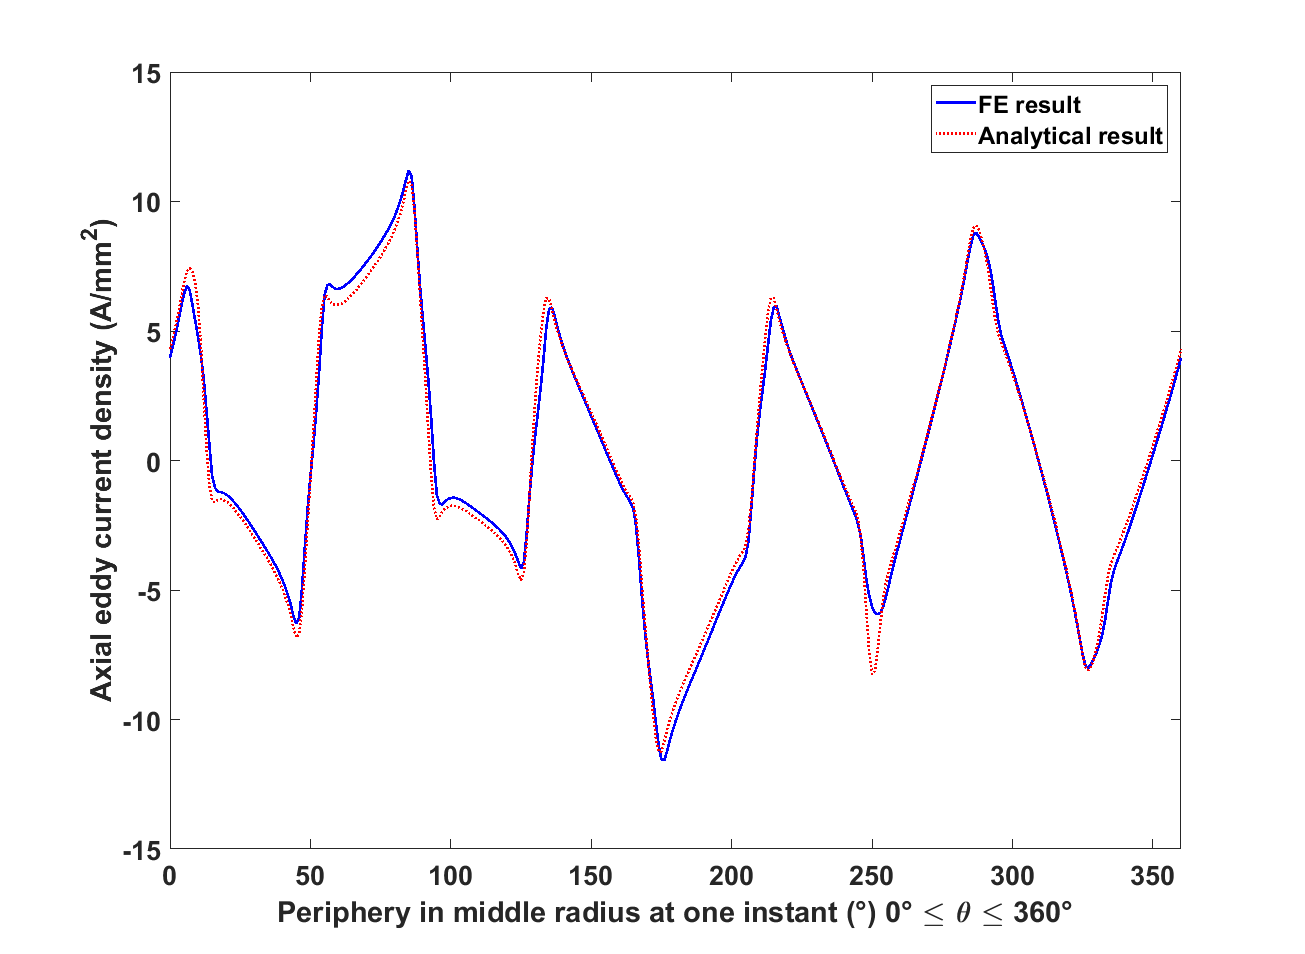 15
10
5
0
-5
-10
-15
0 50 100 150 200 250 300 350
Axial eddy current density (A/mm²)
Periphery in middle radius at one instant (°) 0° ≤ θ ≤ 360°
FE result
Analytical result